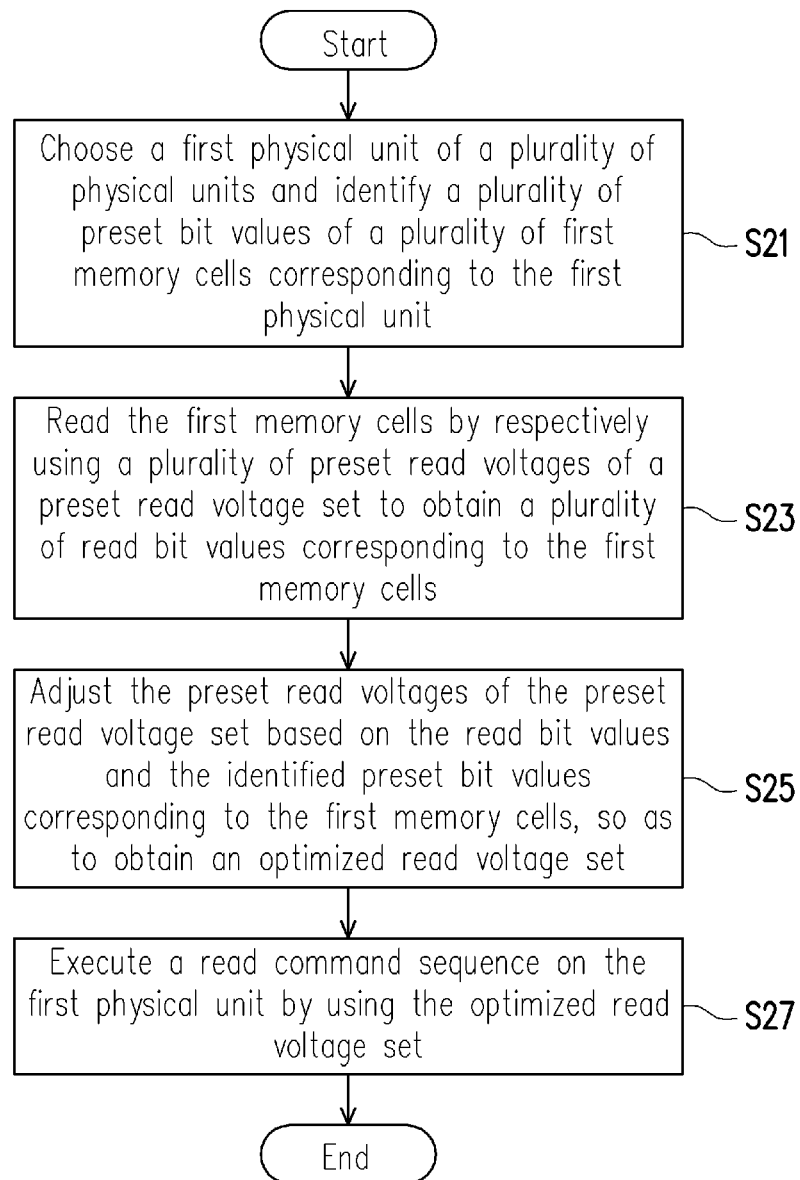 Start
Choose a first physical unit of a plurality of
physical units and identify a plurality of
preset bit values of a plurality of first
memory cells corresponding to the first
physical unit
S21
Read the first memory cells by respectively
using a plurality of preset read voltages of a
preset read voltage set to obtain a plurality
of read bit values corresponding to the first
memory cells
S23
Adjust the preset read voltages of the preset
read voltage set based on the read bit values
and the identified preset bit values
corresponding to the first memory cells, so as
to obtain an optimized read voltage set
S25
Execute a read command sequence on the
first physical unit by using the optimized read
voltage set
S27
End